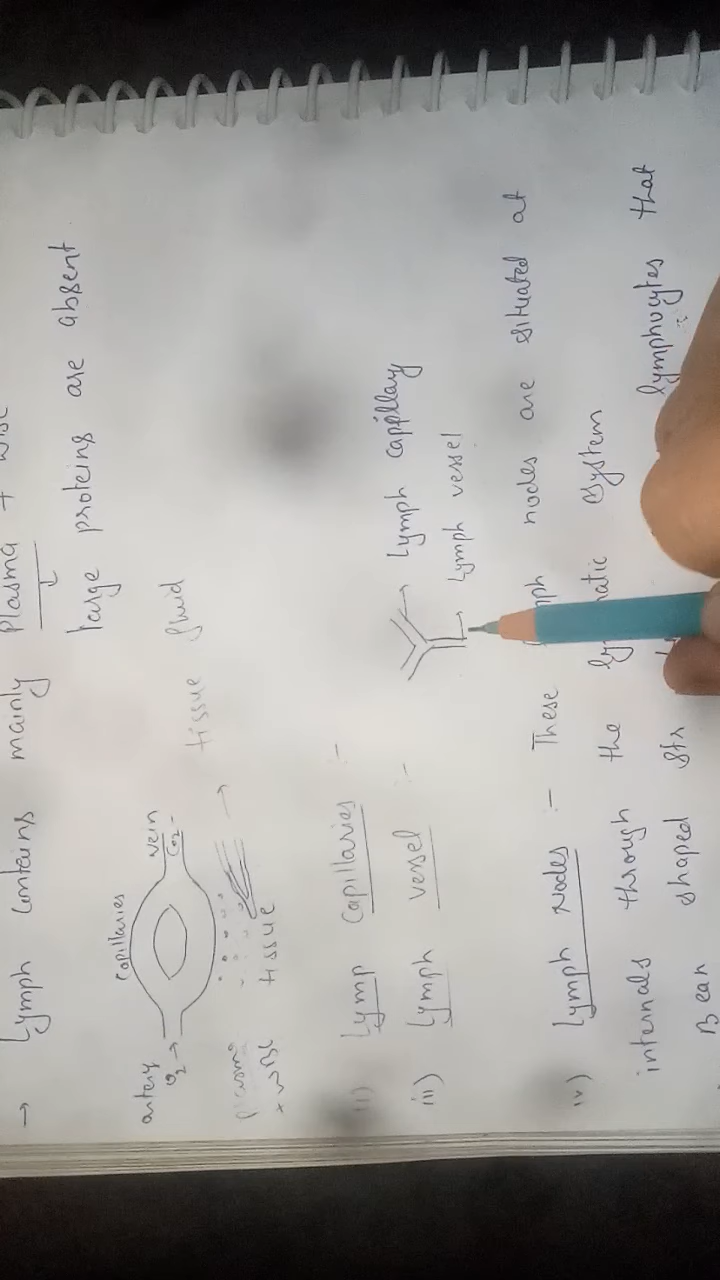 → Lymph contains mainly Plasma + WBC
Large proteins are absent
Capillaries
artery
O2 →
Vein
CO2
plasma
+ WBC
tissue
→ tissue fluid
ii) Lymp Capillaries :-
iii) Lymph vessel :-
→ Lymph capillary
→ Lymph vessel
iv) Lymph Nodes :- These nodes are situated at
internals through the System
Bean shaped lymphocytes that